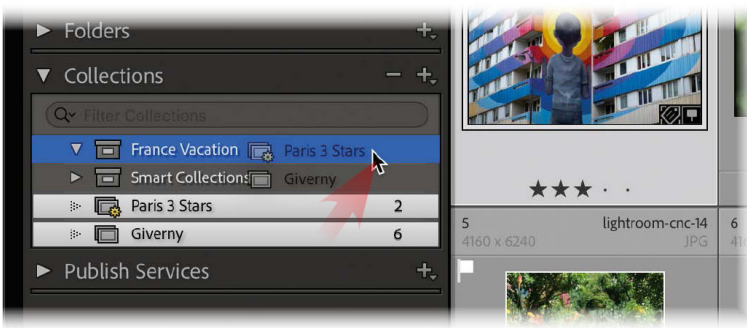 Folders
Collections
Filter Collections
France Vacation Paris 3 Stars
Smart Collections Giverny
Paris 3 Stars 2
Giverny 6
Publish Services
5 lightroom-cnc-14 6
4160 x 6240 JPG